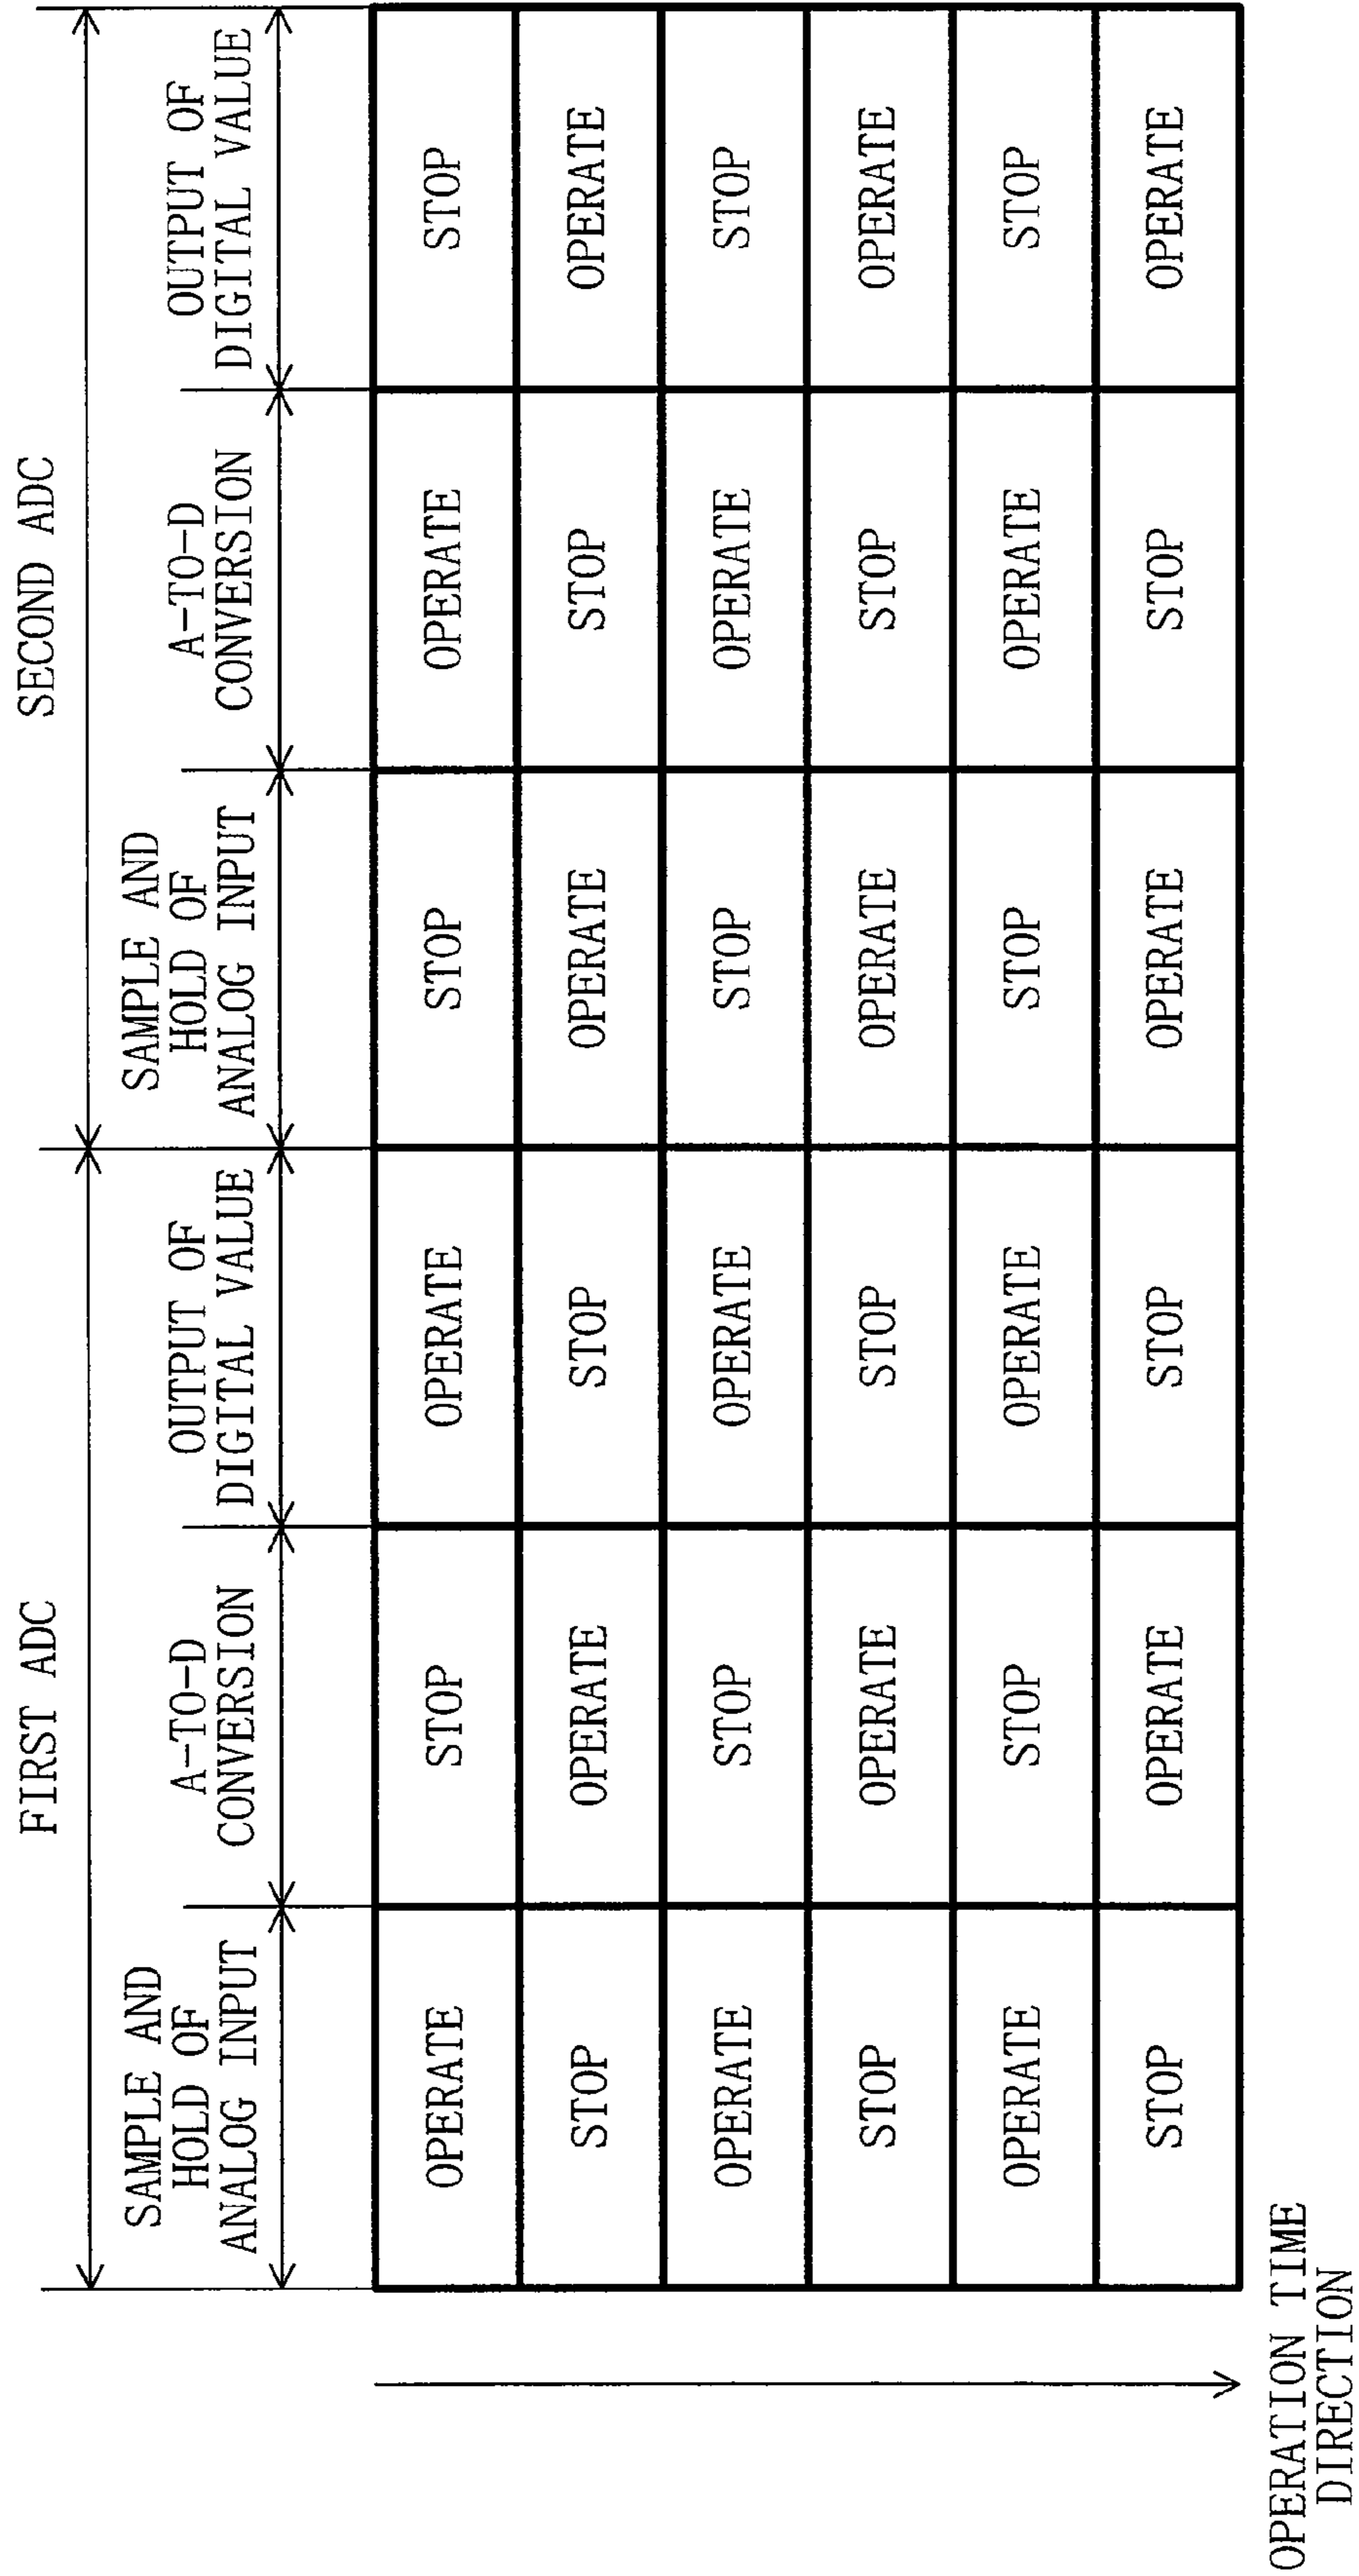 FIRST ADC
SECOND ADC
SAMPLE AND
HOLD OF
ANALOG INPUT
A-TO-D
CONVERSION
OUTPUT OF
DIGITAL VALUE
SAMPLE AND
HOLD OF
ANALOG INPUT
A-TO-D
CONVERSION
OUTPUT OF
DIGITAL VALUE
OPERATE STOP OPERATE STOP OPERATE STOP
STOP OPERATE STOP OPERATE STOP OPERATE
OPERATE STOP OPERATE STOP OPERATE STOP
STOP OPERATE STOP OPERATE STOP OPERATE
OPERATE STOP OPERATE STOP OPERATE STOP
STOP OPERATE STOP OPERATE STOP OPERATE
OPERATION TIME
DIRECTION